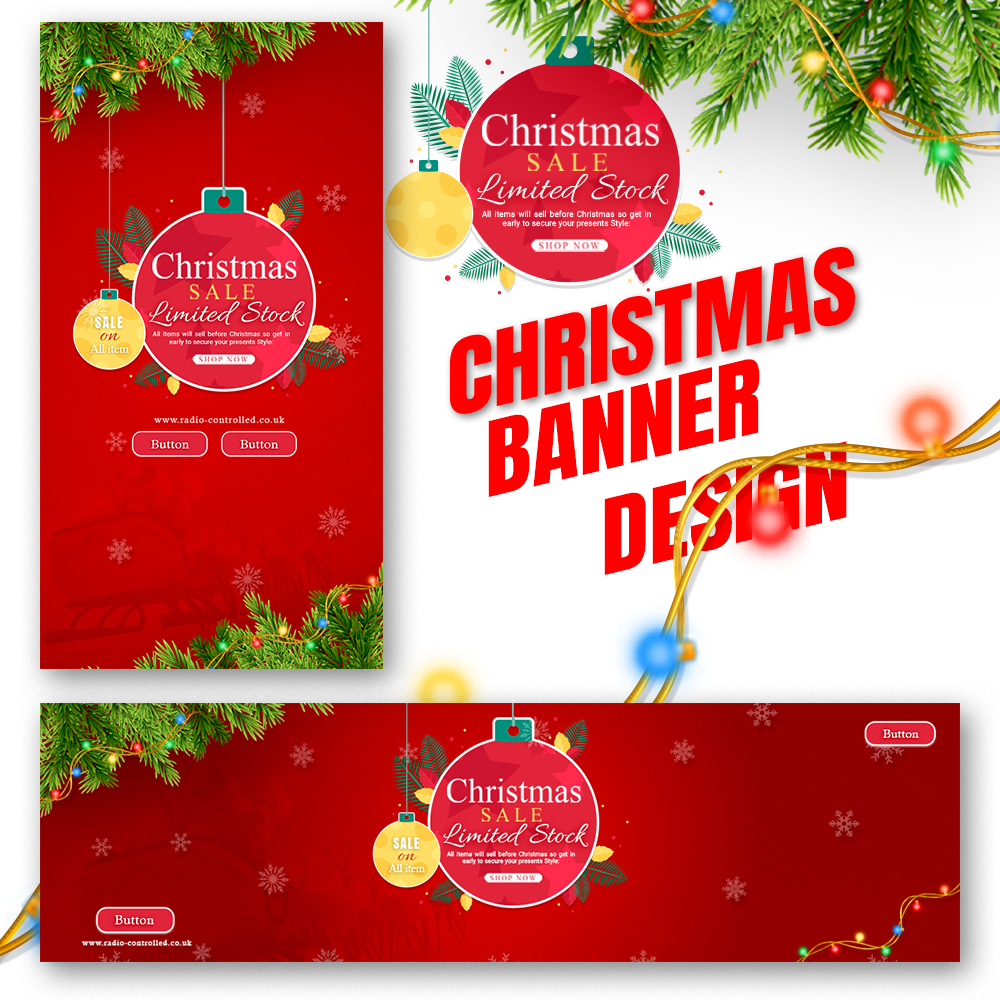 Christmas
SALE
Limited Stock
All items will sell before Christmas so get in
early to secure your presents Style:
SHOP NOW
SALE
on
All item
www.radio-controlled.co.uk
Button
Button
Christmas
SALE
Limited Stock
All items will sell before Christmas so get in
early to secure your presents Style:
SHOP NOW
CHRISTMAS
BANNER
DESIGN
Christmas
SALE
Limited Stock
All items will sell before Christmas so get in
early to secure your presents Style:
SHOP NOW
SALE
on
All item
Button
Button
www.radio-controlled.co.uk